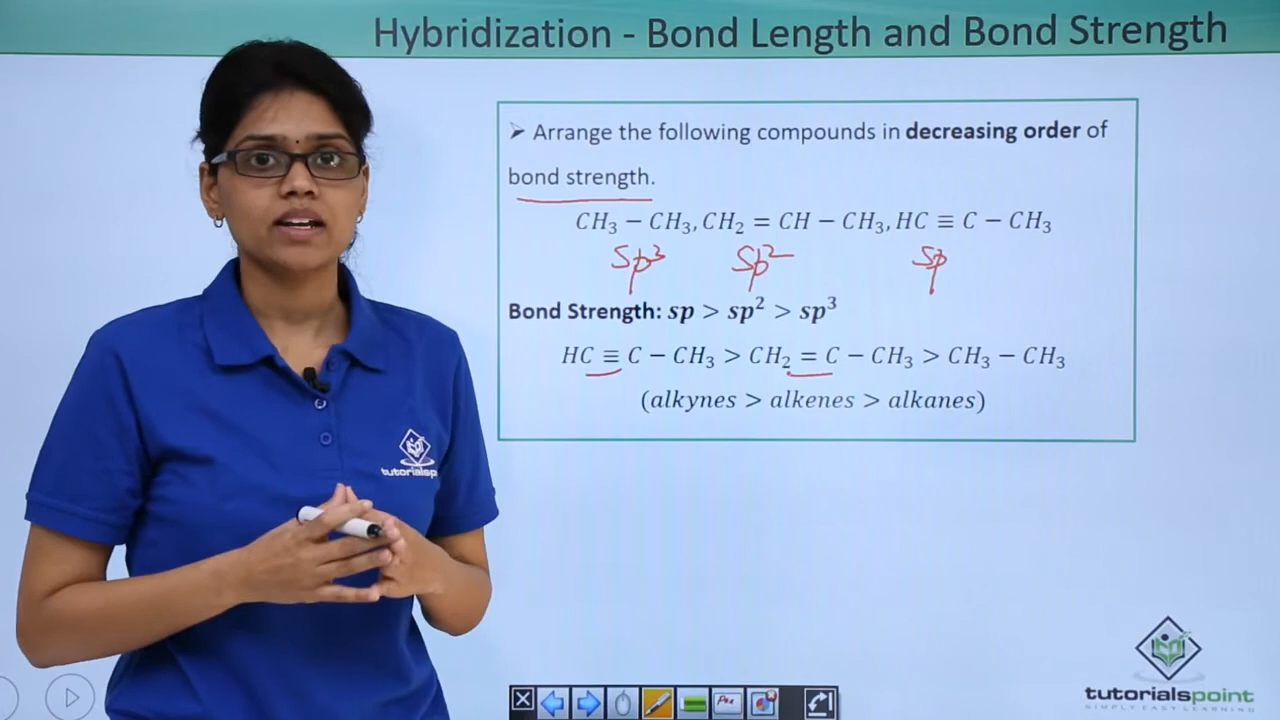 Hybridization - Bond Length and Bond Strength
➤ Arrange the following compounds in decreasing order of
bond strength.
CH₃ − CH₃, CH₂ = CH − CH₃, HC ≡ C − CH₃
Sp³ Sp² Sp
Bond Strength: sp > sp² > sp³
HC ≡ C − CH₃ > CH₂ = C − CH₃ > CH₃ − CH₃
(alkynes > alkenes > alkanes)
tutorialsp
tutorialspoint
SIMPLY EASY LEARNING